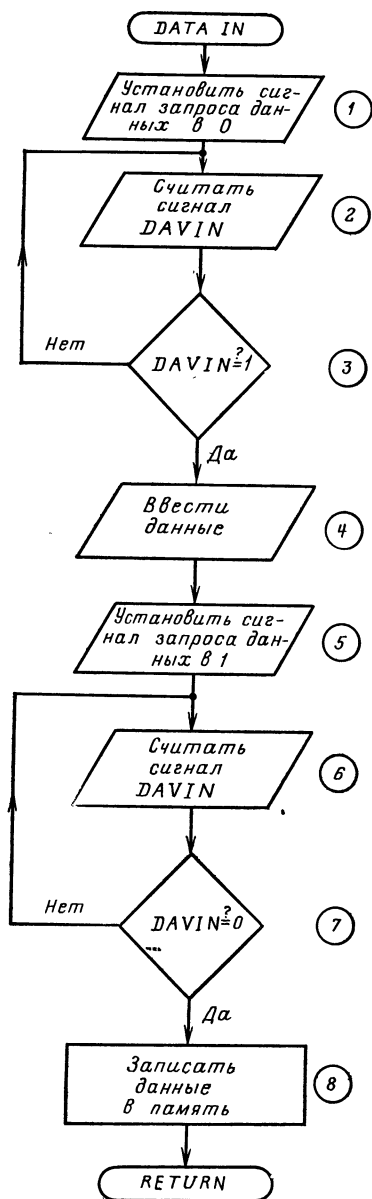 DATA IN
Установить сиг-
нал запроса дан-
ных в 0
1
Считать
сигнал
DAVIN
2
DAVIN ?= 1
Нет
3
Да
Ввести
данные
4
Установить сиг-
нал запроса дан-
ных в 1
5
Считать
сигнал
DAVIN
6
DAVIN ?= 0
Нет
7
Да
Записать
данные
в память
8
RETURN